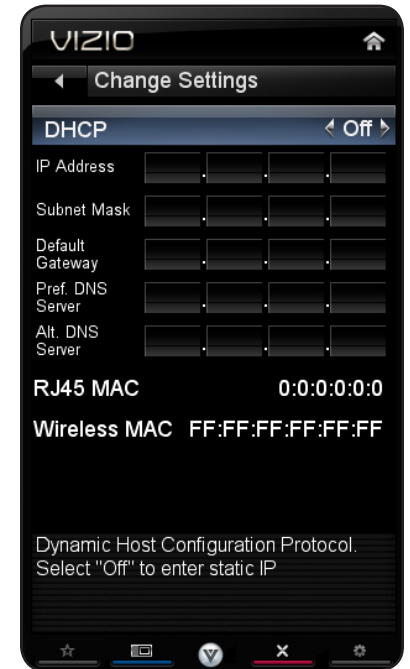 VIZIO
Change Settings
DHCP Off
IP Address . . .
Subnet Mask . . .
Default
Gateway . . .
Pref. DNS
Server . . .
Alt. DNS
Server . . .
RJ45 MAC 0:0:0:0:0:0
Wireless MAC FF:FF:FF:FF:FF:FF
Dynamic Host Configuration Protocol.
Select "Off" to enter static IP
V